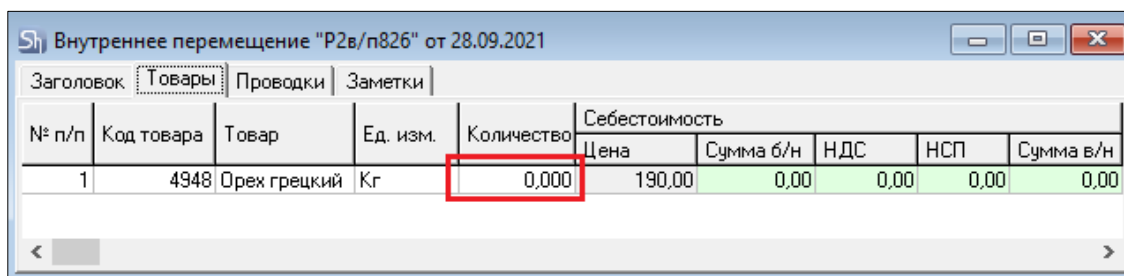 Sh Внутреннее перемещение "Р2в/п826" от 28.09.2021
Заголовок Товары Проводки Заметки
№ п/п Код товара Товар Ед. изм. Количество Себестоимость
Цена Сумма б/н НДС НСП Сумма в/н
1 4948 Орех грецкий Кг 0,000 190,00 0,00 0,00 0,00 0,00